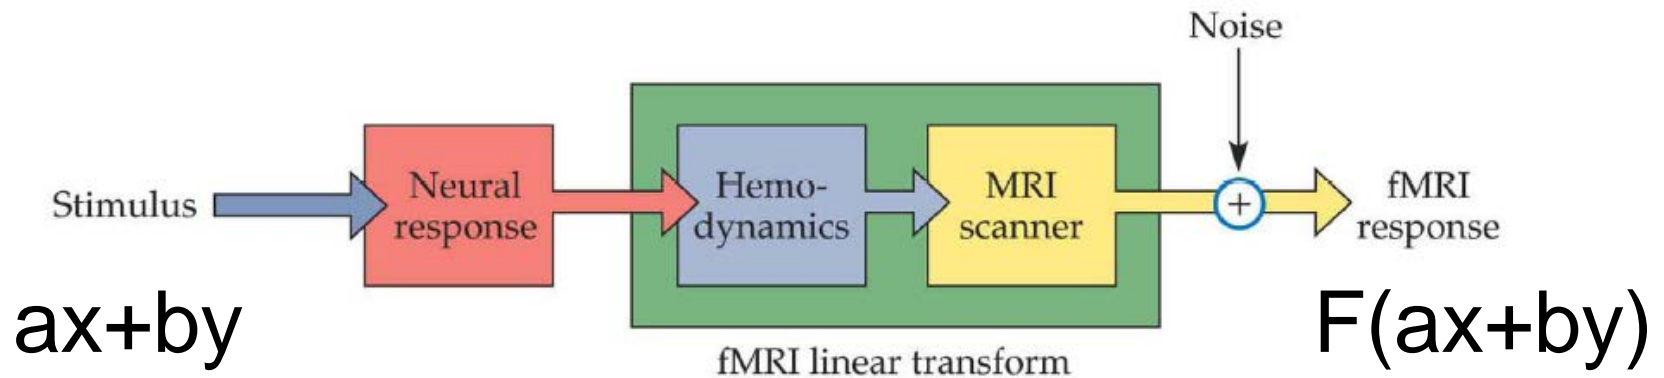 Noise
Stimulus
Neural
response
Hemo-
dynamics
MRI
scanner
+
fMRI
response
ax+by
F(ax+by)
fMRI linear transform